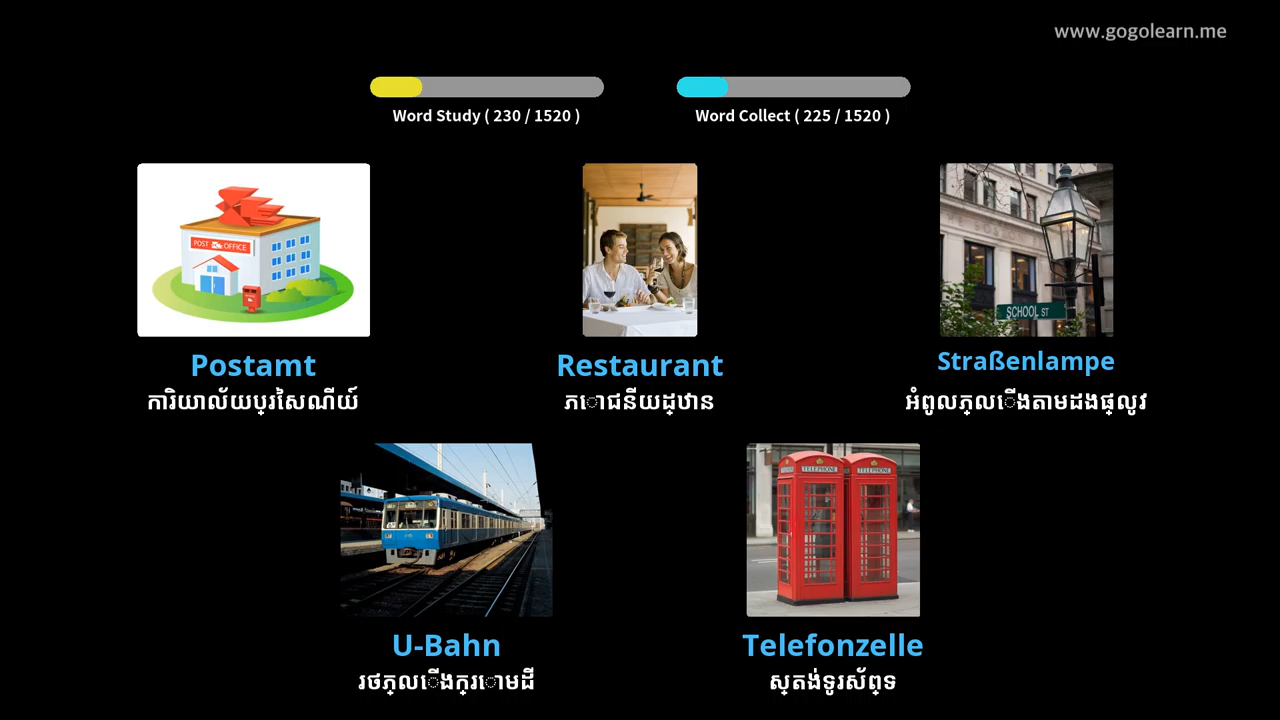 www.gogolearn.me
Word Study ( 230 / 1520 )
Word Collect ( 225 / 1520 )
POST OFFICE
SCHOOL ST
Postamt
Restaurant
Straßenlampe
ការិយាល័យប្រសៃណីយ៍
ភោជនីយដ្ឋាន
អំពូលភ្លើងតាមដងផ្លូវ
TELEPHONE
TELEPHONE
U-Bahn
Telefonzelle
រថភ្លើងក្រោមដី
ស្តង់ទូរស័ព្ទ